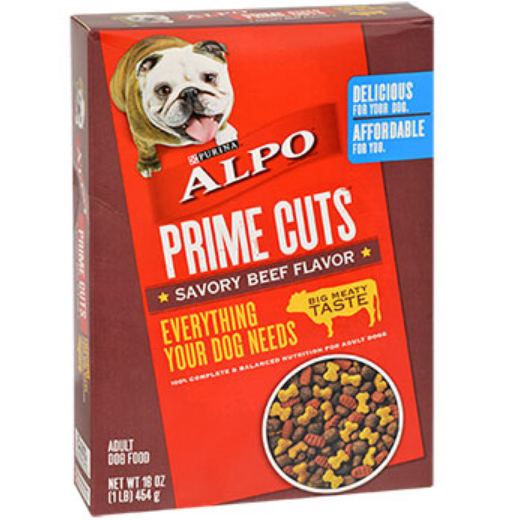 DELICIOUS
FOR YOUR DOG.
AFFORDABLE
FOR YOU.
PURINA
ALPO
PRIME CUTS
SAVORY BEEF FLAVOR
BIG MEATY
TASTE
EVERYTHING
YOUR DOG NEEDS
100% COMPLETE & BALANCED NUTRITION FOR ADULT DOGS
ADULT
DOG FOOD
NET WT 16 OZ
(1 LB) 454 g
ALPO
PRIME CUTS